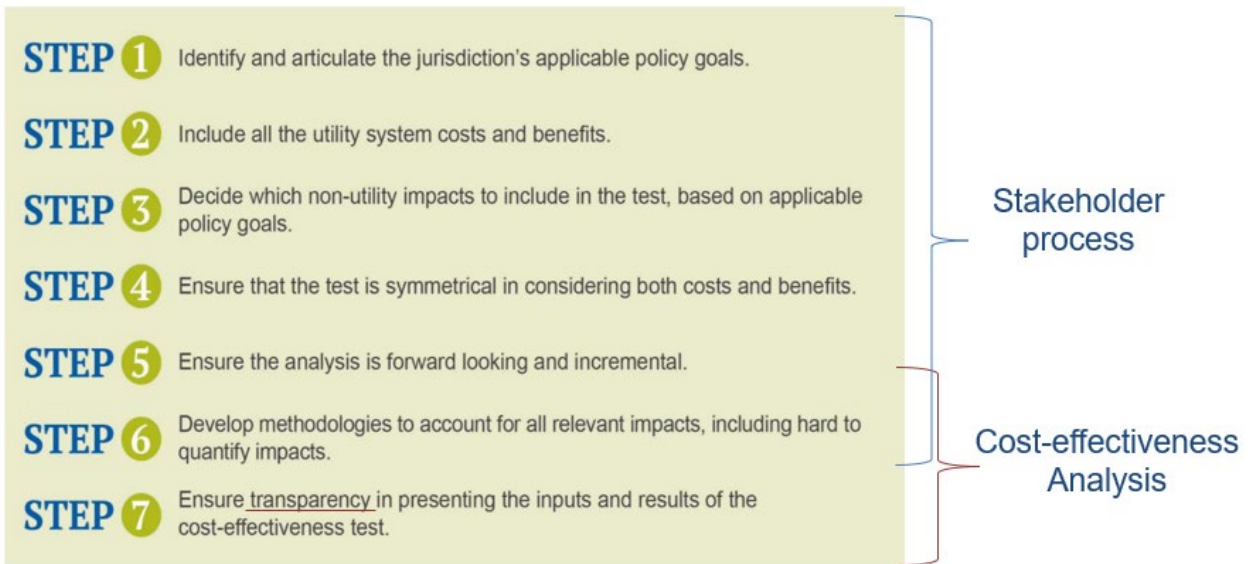 STEP 1 Identify and articulate the jurisdiction's applicable policy goals.
STEP 2 Include all the utility system costs and benefits.
STEP 3 Decide which non-utility impacts to include in the test, based on applicable
policy goals.
STEP 4 Ensure that the test is symmetrical in considering both costs and benefits.
STEP 5 Ensure the analysis is forward looking and incremental.
STEP 6 Develop methodologies to account for all relevant impacts, including hard to
quantify impacts.
STEP 7 Ensure transparency in presenting the inputs and results of the
cost-effectiveness test.
Stakeholder
process
Cost-effectiveness
Analysis